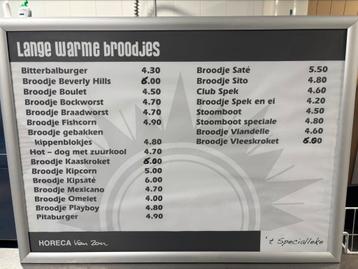 Lange warme broodjes
Bitterbalburger 4.30
Broodje Beverly Hills 6.00
Broodje Boulet 4.50
Broodje Bockworst 4.70
Broodje Braadworst 4.70
Broodje Fishcorn 4.90
Broodje gebakken
kippenblokjes 4.80
Hot - dog met zuurkool 4.70
Broodje Kaaskroket 6.00
Broodje Kipcorn 5.00
Broodje Kipsaté 6.00
Broodje Mexicano 4.70
Broodje Omelet 4.00
Broodje Playboy 4.80
Pitaburger 4.90
Broodje Saté 5.50
Broodje Sito 4.80
Club Spek 4.60
Broodje Spek en ei 4.20
Stoomboot 4.50
Stoomboot speciale 4.80
Broodje Vlandelle 4.60
Broodje Vleeskroket 6.00
HORECA Van Zon
't Specialleke